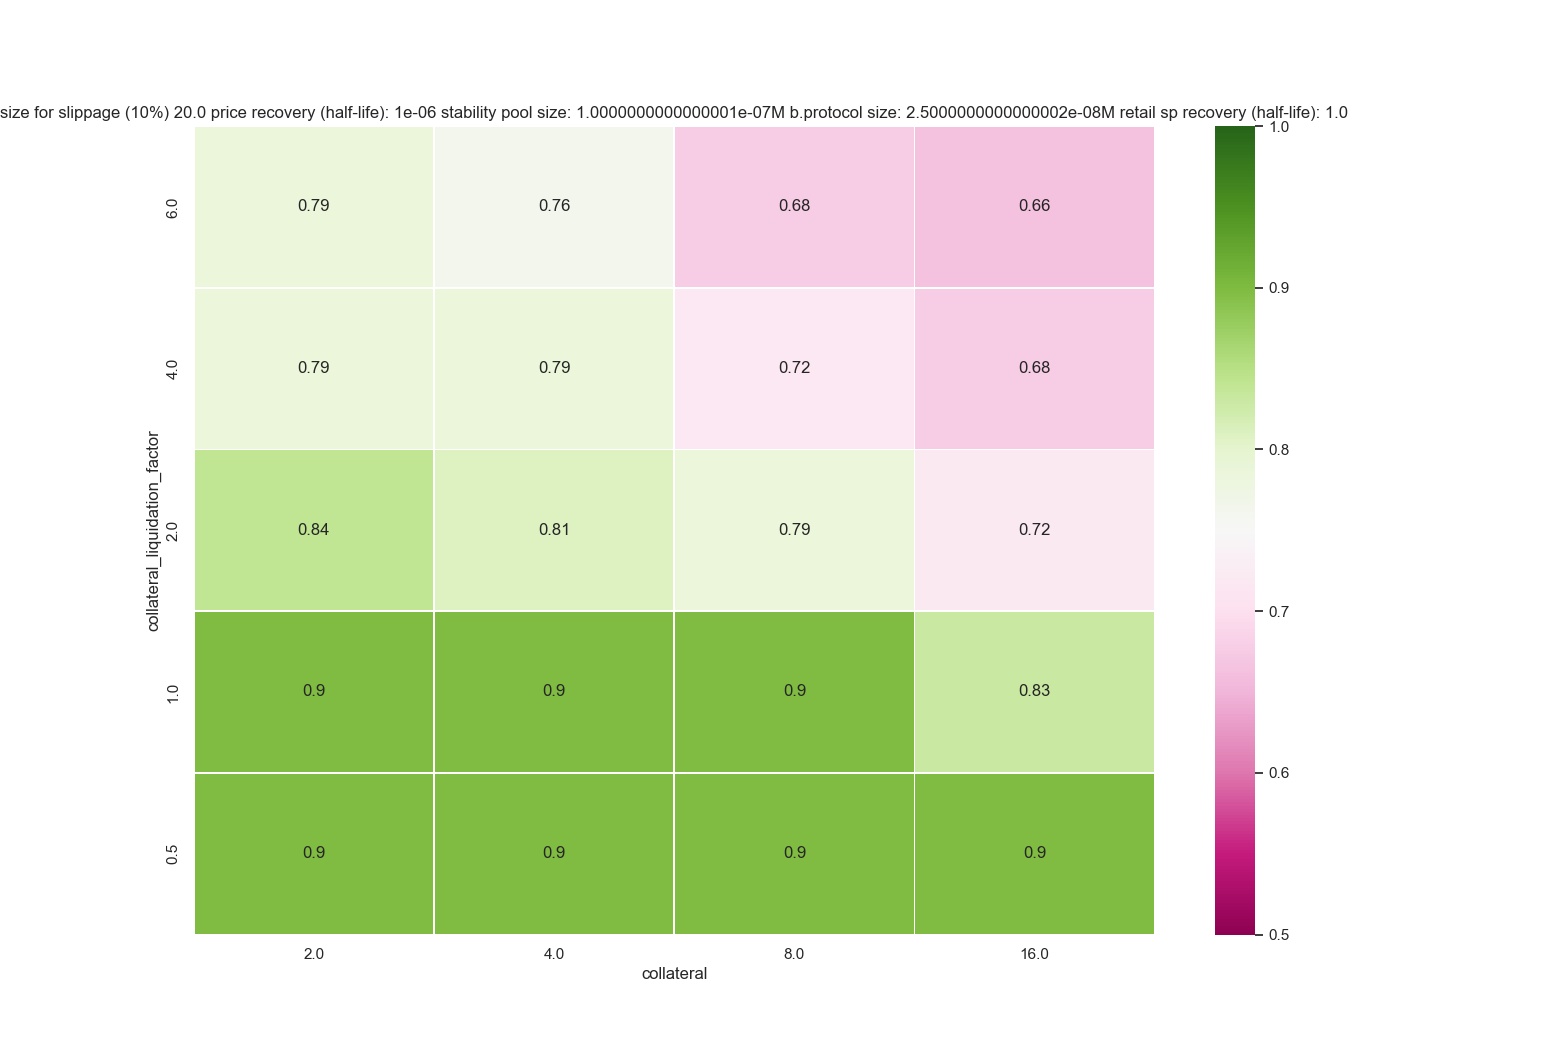 size for slippage (10%) 20.0 price recovery (half-life): 1e-06 stability pool size: 1.0000000000000001e-07M b.protocol size: 2.5000000000000002e-08M retail sp recovery (half-life): 1.0
collateral_liquidation_factor
6.0
0.79 0.76 0.68 0.66
4.0
0.79 0.79 0.72 0.68
2.0
0.84 0.81 0.79 0.72
1.0
0.9 0.9 0.9 0.83
0.5
0.9 0.9 0.9 0.9
2.0 4.0 8.0 16.0
collateral
1.0
0.9
0.8
0.7
0.6
0.5